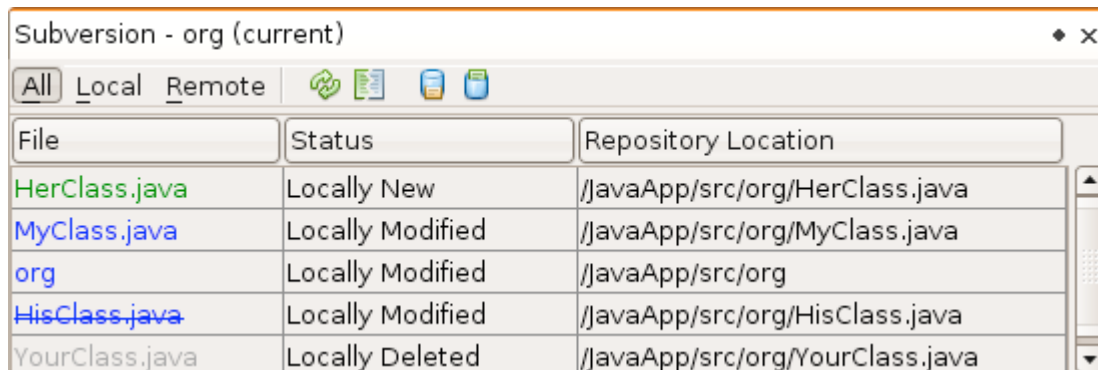 Subversion - org (current)
All Local Remote
File Status Repository Location
HerClass.java Locally New /JavaApp/src/org/HerClass.java
MyClass.java Locally Modified /JavaApp/src/org/MyClass.java
org Locally Modified /JavaApp/src/org
HisClass.java Locally Modified /JavaApp/src/org/HisClass.java
YourClass.java Locally Deleted /JavaApp/src/org/YourClass.java